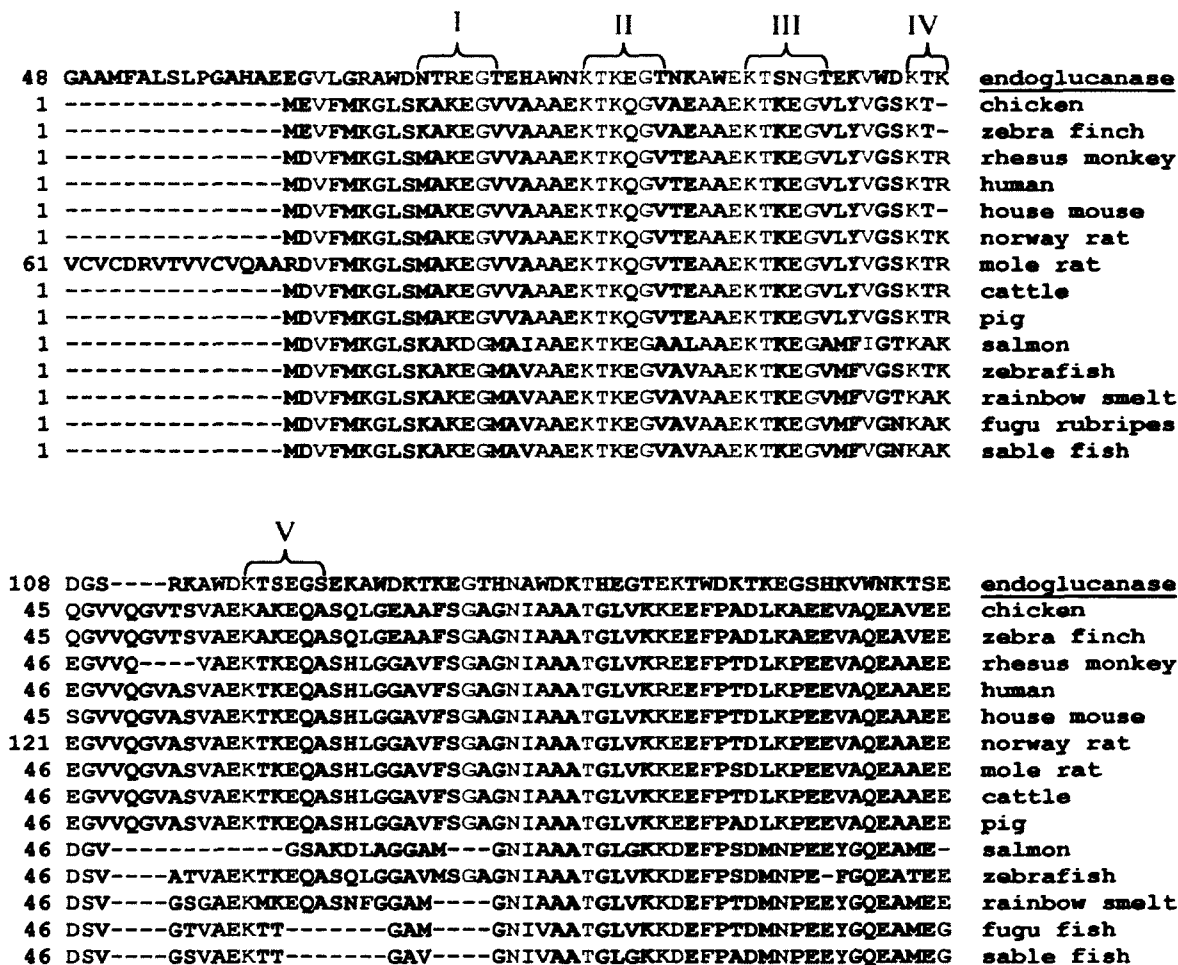 I II III IV
48 GAAMFALSLPGAHAEEGVLGRAWDNTREGTEHAWNKTKEGTNKAWEKTSNGTEKVWDKTK endoglucanase
1 ---------------MEVFMKGLSKAKEGVVAAAEKTKQGVAEAAEKTKEGVLYVGSKT- chicken
1 ---------------MEVFMKGLSKAKEGVVAAAEKTKQGVAEAAEKTKEGVLYVGSKT- zebra finch
1 ---------------MDVFMKGLSMAKEGVVAAAEKTKQGVTEAAEKTKEGVLYVGSKTR rhesus monkey
1 ---------------MDVFMKGLSMAKEGVVAAAEKTKQGVTEAAEKTKEGVLYVGSKTR human
1 ---------------MDVFMKGLSMAKEGVVAAAEKTKQGVTEAAEKTKEGVLYVGSKT- house mouse
1 ---------------MDVFMKGLSMAKEGVVAAAEKTKQGVTEAAEKTKEGVLYVGSKTK norway rat
61 VCVCDRVTVVCVQAARDVFMKGLSMAKEGVVAAAEKTKQGVTEAAEKTKEGVLYVGSKTR mole rat
1 ---------------MDVFMKGLSMAKEGVVAAAEKTKQGVTEAAEKTKEGVLYVGSKTR cattle
1 ---------------MDVFMKGLSMAKEGVVAAAEKTKQGVTEAAEKTKEGVLYVGSKTR pig
1 ---------------MDVFMKGLSKAKDGMAIAAEKTKEGAALAAEKTKEGAMFIGTKAK salmon
1 ---------------MDVFMKGLSKAKEGMAVAAEKTKEGVAVAAEKTKEGVMFVGSKTK zebrafish
1 ---------------MDVFMKGLSKAKEGMAVAAEKTKEGVAVAAEKTKEGVMFVGTKAK rainbow smelt
1 ---------------MDVFMKGLSKAKEGMAVAAEKTKEGVAVAAEKTKEGVMFVGNKAK fugu rubripes
1 ---------------MDVFMKGLSKAKEGMAVAAEKTKEGVAVAAEKTKEGVMFVGNKAK sable fish
V
108 DGS----RKAWDKTSEGSEKAWDKTKEGTHNAWDKTHEGTEKTWDKTKEGSHKVWNKTSE endoglucanase
45 QGVVQGVTSVAEKAKEQASQLGEAAFSGAGNIAAATGLVKKEEFPADLKAEEVAQEAVEE chicken
45 QGVVQGVTSVAEKAKEQASQLGEAAFSGAGNIAAATGLVKKEEFPADLKAEEVAQEAVEE zebra finch
46 EGVVQ----VAEKTKEQASHLGGAVFSGAGNIAAATGLVKREEFPTDLKPEEVAQEAAEE rhesus monkey
46 EGVVQGVASVAEKTKEQASHLGGAVFSGAGNIAAATGLVKREEFPTDLKPEEVAQEAAEE human
45 SGVVQGVASVAEKTKEQASHLGGAVFSGAGNIAAATGLVKKEEFPTDLKPEEVAQEAAEE house mouse
121 EGVVQGVASVAEKTKEQASHLGGAVFSGAGNIAAATGLVKKEEFPTDLKPEEVAQEAAEE norway rat
46 EGVVQGVASVAEKTKEQASHLGGAVFSGAGNIAAATGLVKKEEFPSDLKPEEVAQEAAEE mole rat
46 EGVVQGVASVAEKTKEQASHLGGAVFSGAGNIAAATGLVKKEEFPTDLKPEEVAQEAAEE cattle
46 EGVVQGVASVAEKTKEQASHLGGAVFSGAGNIAAATGLVKKEEFPADLKPEEVAQEAAEE pig
46 DGV------------GSAKDLAGGAM---GNIAAATGLGKKDEFPSDMNPEEYGQEAME- salmon
46 DSV----ATVAEKTKEQASQLGGAVMSGAGNIAAATGLVKKDEFPSDMNPE-FGQEATEE zebrafish
46 DSV----GSGAEKMKEQASNFGGAM----GNIAAATGLVKKDEFPTDMNPEEYGQEAMEE rainbow smelt
46 DSV----GTVAEKTT-------GAM----GNIVAATGLVKKDEFPTDMNPEEYGQEAMEG fugu fish
46 DSV----GSVAEKTT-------GAV----GNIVAATGLGKKDEFPTDMNPEEYGQEAMEG sable fish